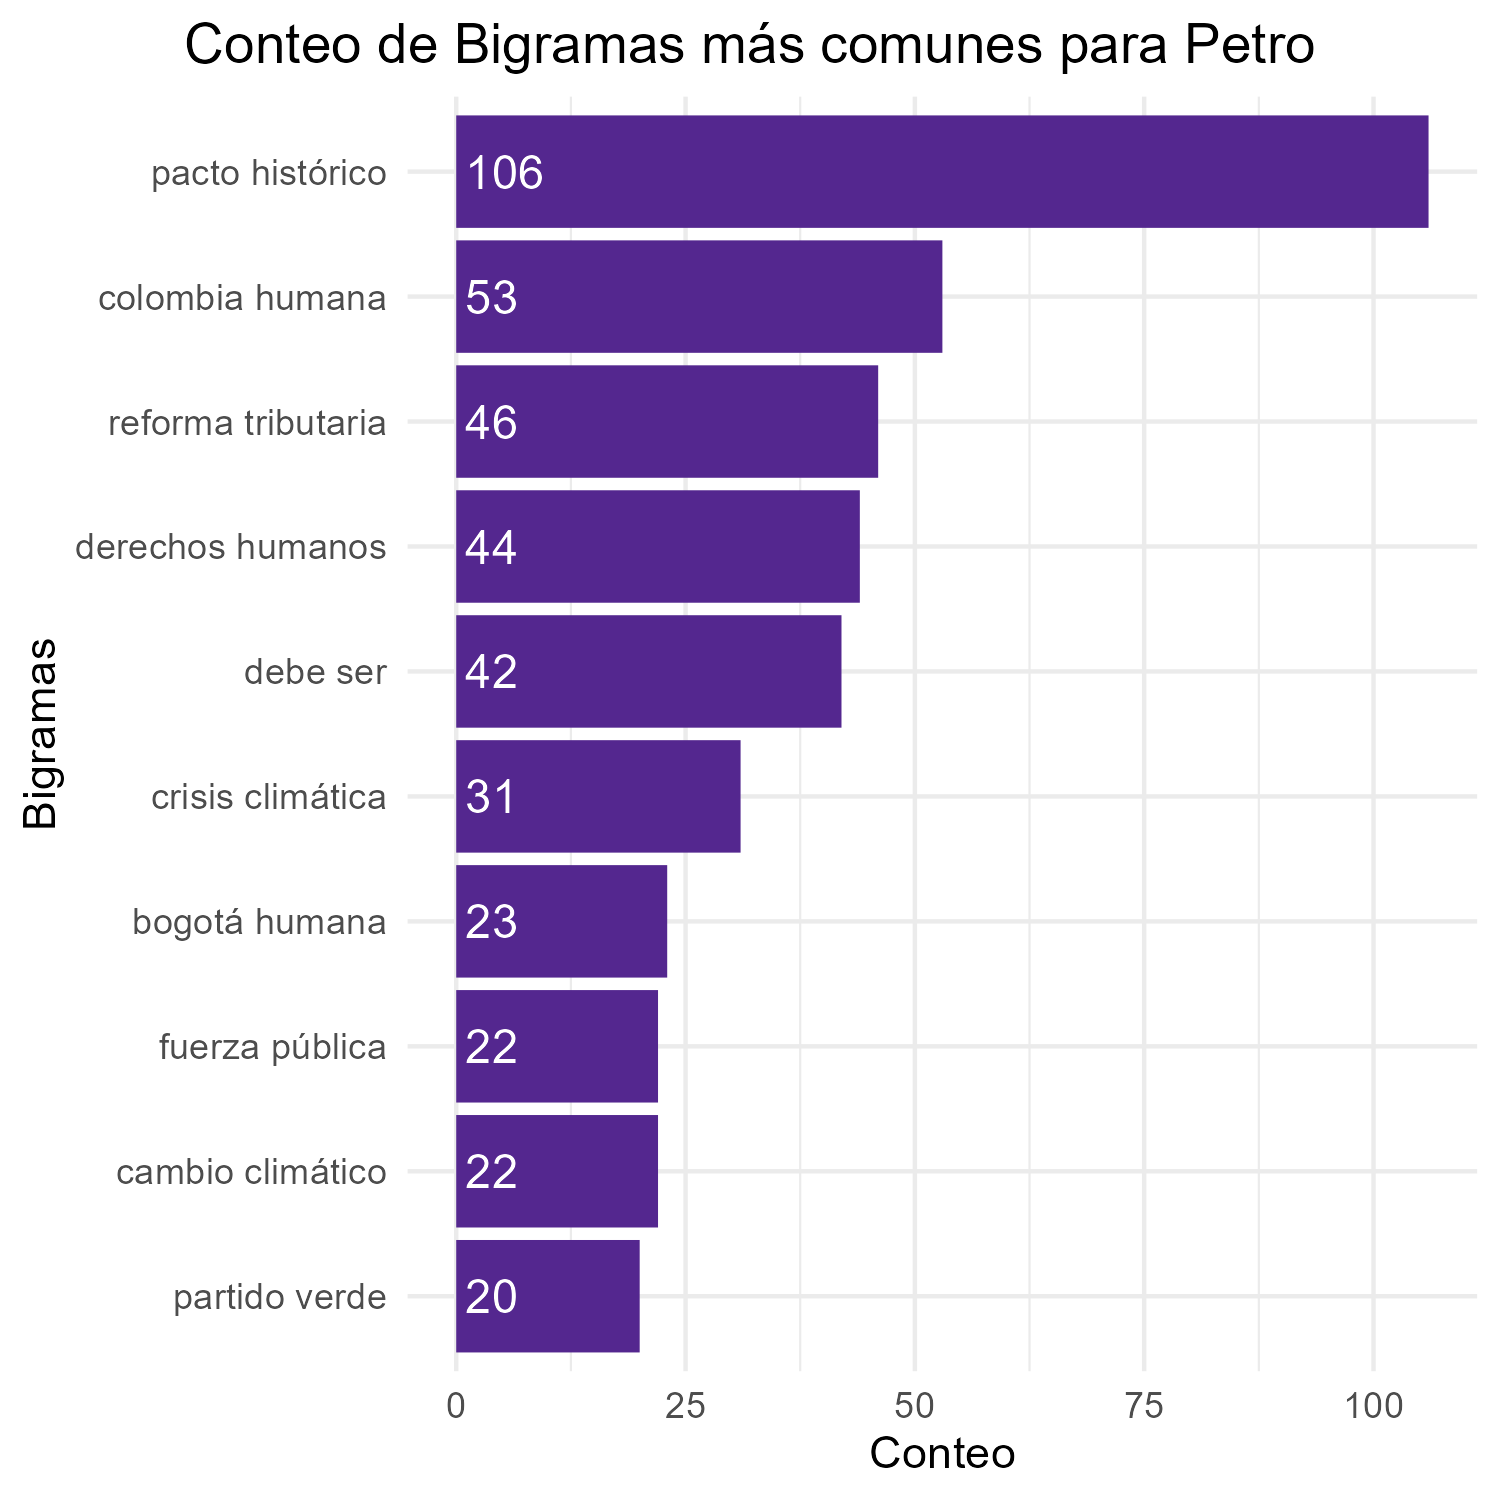 Conteo de Bigramas más comunes para Petro
Bigramas
pacto histórico 106
colombia humana 53
reforma tributaria 46
derechos humanos 44
debe ser 42
crisis climática 31
bogotá humana 23
fuerza pública 22
cambio climático 22
partido verde 20
0 25 50 75 100
Conteo